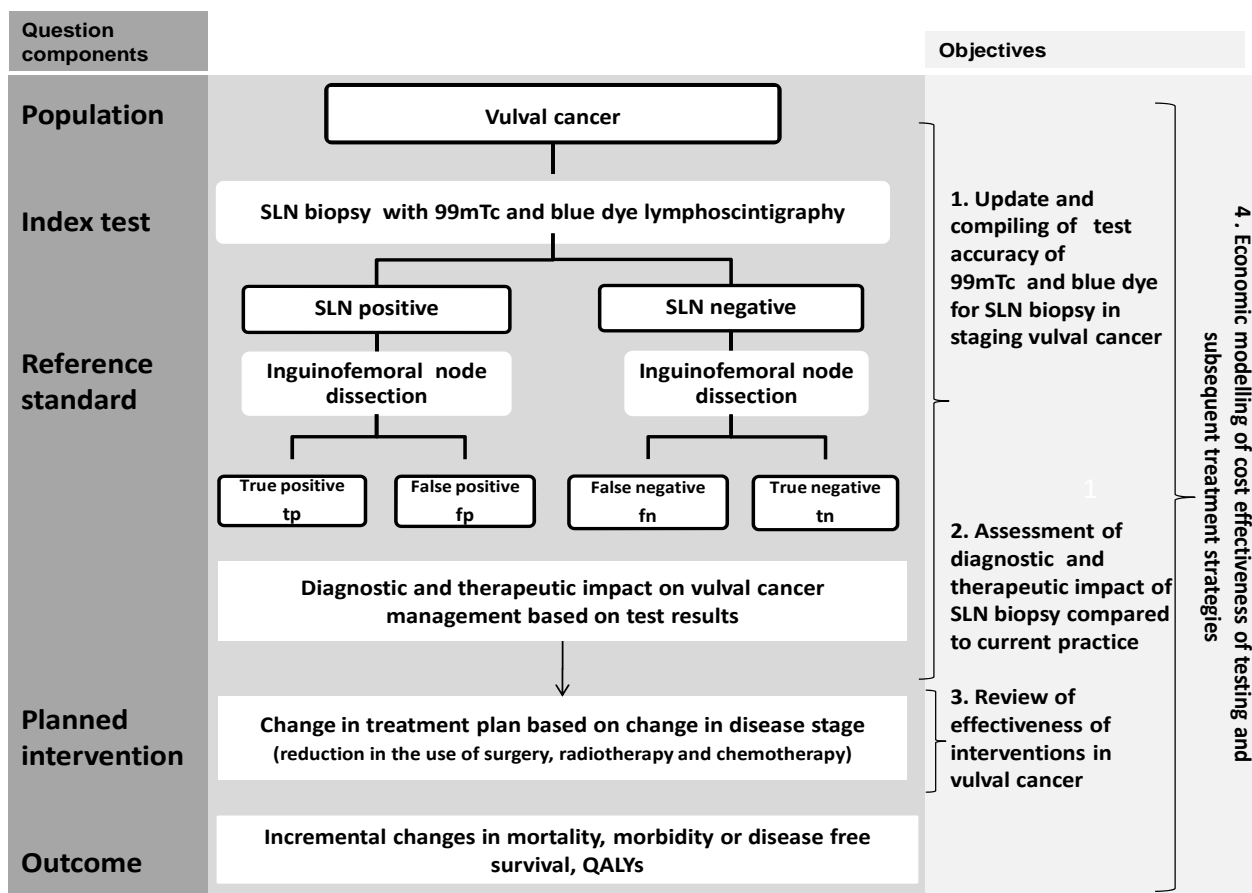 Question
components
Objectives
Population
Vulval cancer
Index test
SLN biopsy with 99mTc and blue dye lymphoscintigraphy
SLN positive
SLN negative
Reference
standard
Inguinofemoral node
dissection
Inguinofemoral node
dissection
True positive
tp
False positive
fp
False negative
fn
True negative
tn
Diagnostic and therapeutic impact on vulval cancer
management based on test results
Planned
intervention
Change in treatment plan based on change in disease stage
(reduction in the use of surgery, radiotherapy and chemotherapy)
Outcome
Incremental changes in mortality, morbidity or disease free
survival, QALYs
1. Update and
compiling of test
accuracy of
99mTc and blue dye
for SLN biopsy in
staging vulval cancer
1
2. Assessment of
diagnostic and
therapeutic impact of
SLN biopsy compared
to current practice
3. Review of
effectiveness of
interventions in
vulval cancer
4 . Economic modelling of cost effectiveness of testing and
subsequent treatment strategies